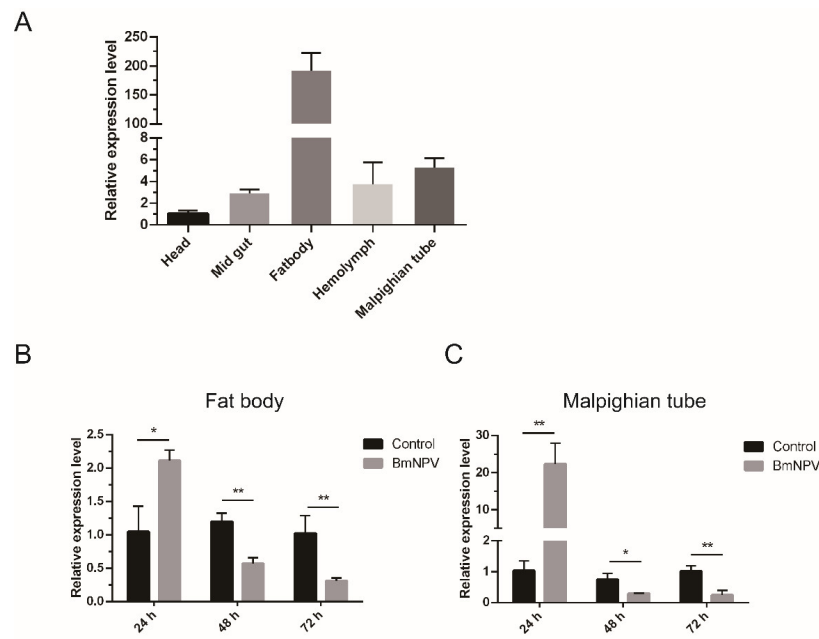 A
Relative expression level
250
200
150
100
8
6
4
2
0
Head
Mid gut
Fatbody
Hemolymph
Malpighian tube
B
Fat body
Relative expression level
2.5
2.0
1.5
1.0
0.5
0.0
*
**
**
24 h
48 h
72 h
Control
BmNPV
C
Malpighian tube
Relative expression level
30
20
10
2
1
0
**
*
**
24 h
48 h
72 h
Control
BmNPV